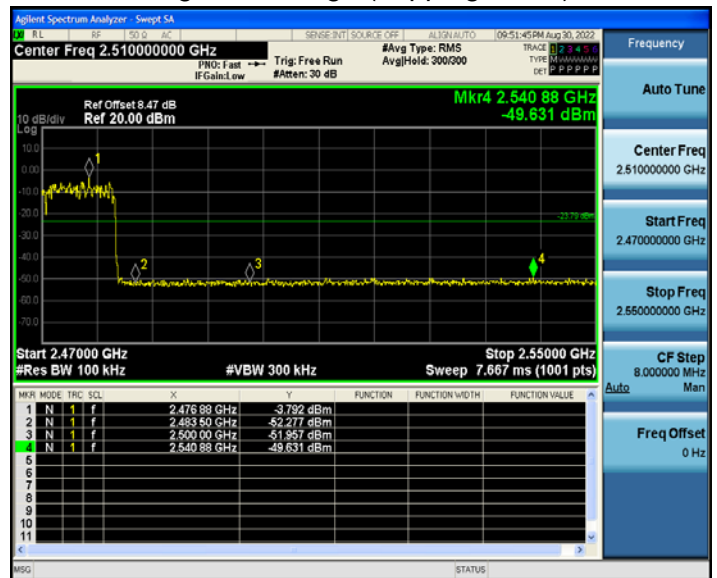 Agilent Spectrum Analyzer - Swept SA
RL RF 50 Ω AC SENSE:INT SOURCE OFF ALIGN AUTO 09:51:45 PM Aug 30, 2022
Center Freq 2.510000000 GHz
PNO: Fast
IFGain:Low
Trig: Free Run
#Atten: 30 dB
#Avg Type: RMS
Avg|Hold: 300/300
TRACE 1 2 3 4 5 6
TYPE M
DET P P P P P P
Frequency
Ref Offset 8.47 dB
10 dB/div Ref 20.00 dBm
Log
Mkr4 2.540 88 GHz
-49.631 dBm
10.0
0.00
-10.0
-20.0
-30.0
-40.0
-50.0
-60.0
-70.0
1
2
3
4
-23.79 dBm
Start 2.47000 GHz Stop 2.55000 GHz
#Res BW 100 kHz #VBW 300 kHz Sweep 7.667 ms (1001 pts)
MKR MODE TRC SCL X Y FUNCTION FUNCTION WIDTH FUNCTION VALUE
1 N 1 f 2.476 88 GHz -3.792 dBm
2 N 1 f 2.483 50 GHz -52.277 dBm
3 N 1 f 2.500 00 GHz -51.957 dBm
4 N 1 f 2.540 88 GHz -49.631 dBm
5
6
7
8
9
10
11
MSG STATUS
Auto Tune
Center Freq
2.510000000 GHz
Start Freq
2.470000000 GHz
Stop Freq
2.550000000 GHz
CF Step
8.000000 MHz
Auto Man
Freq Offset
0 Hz